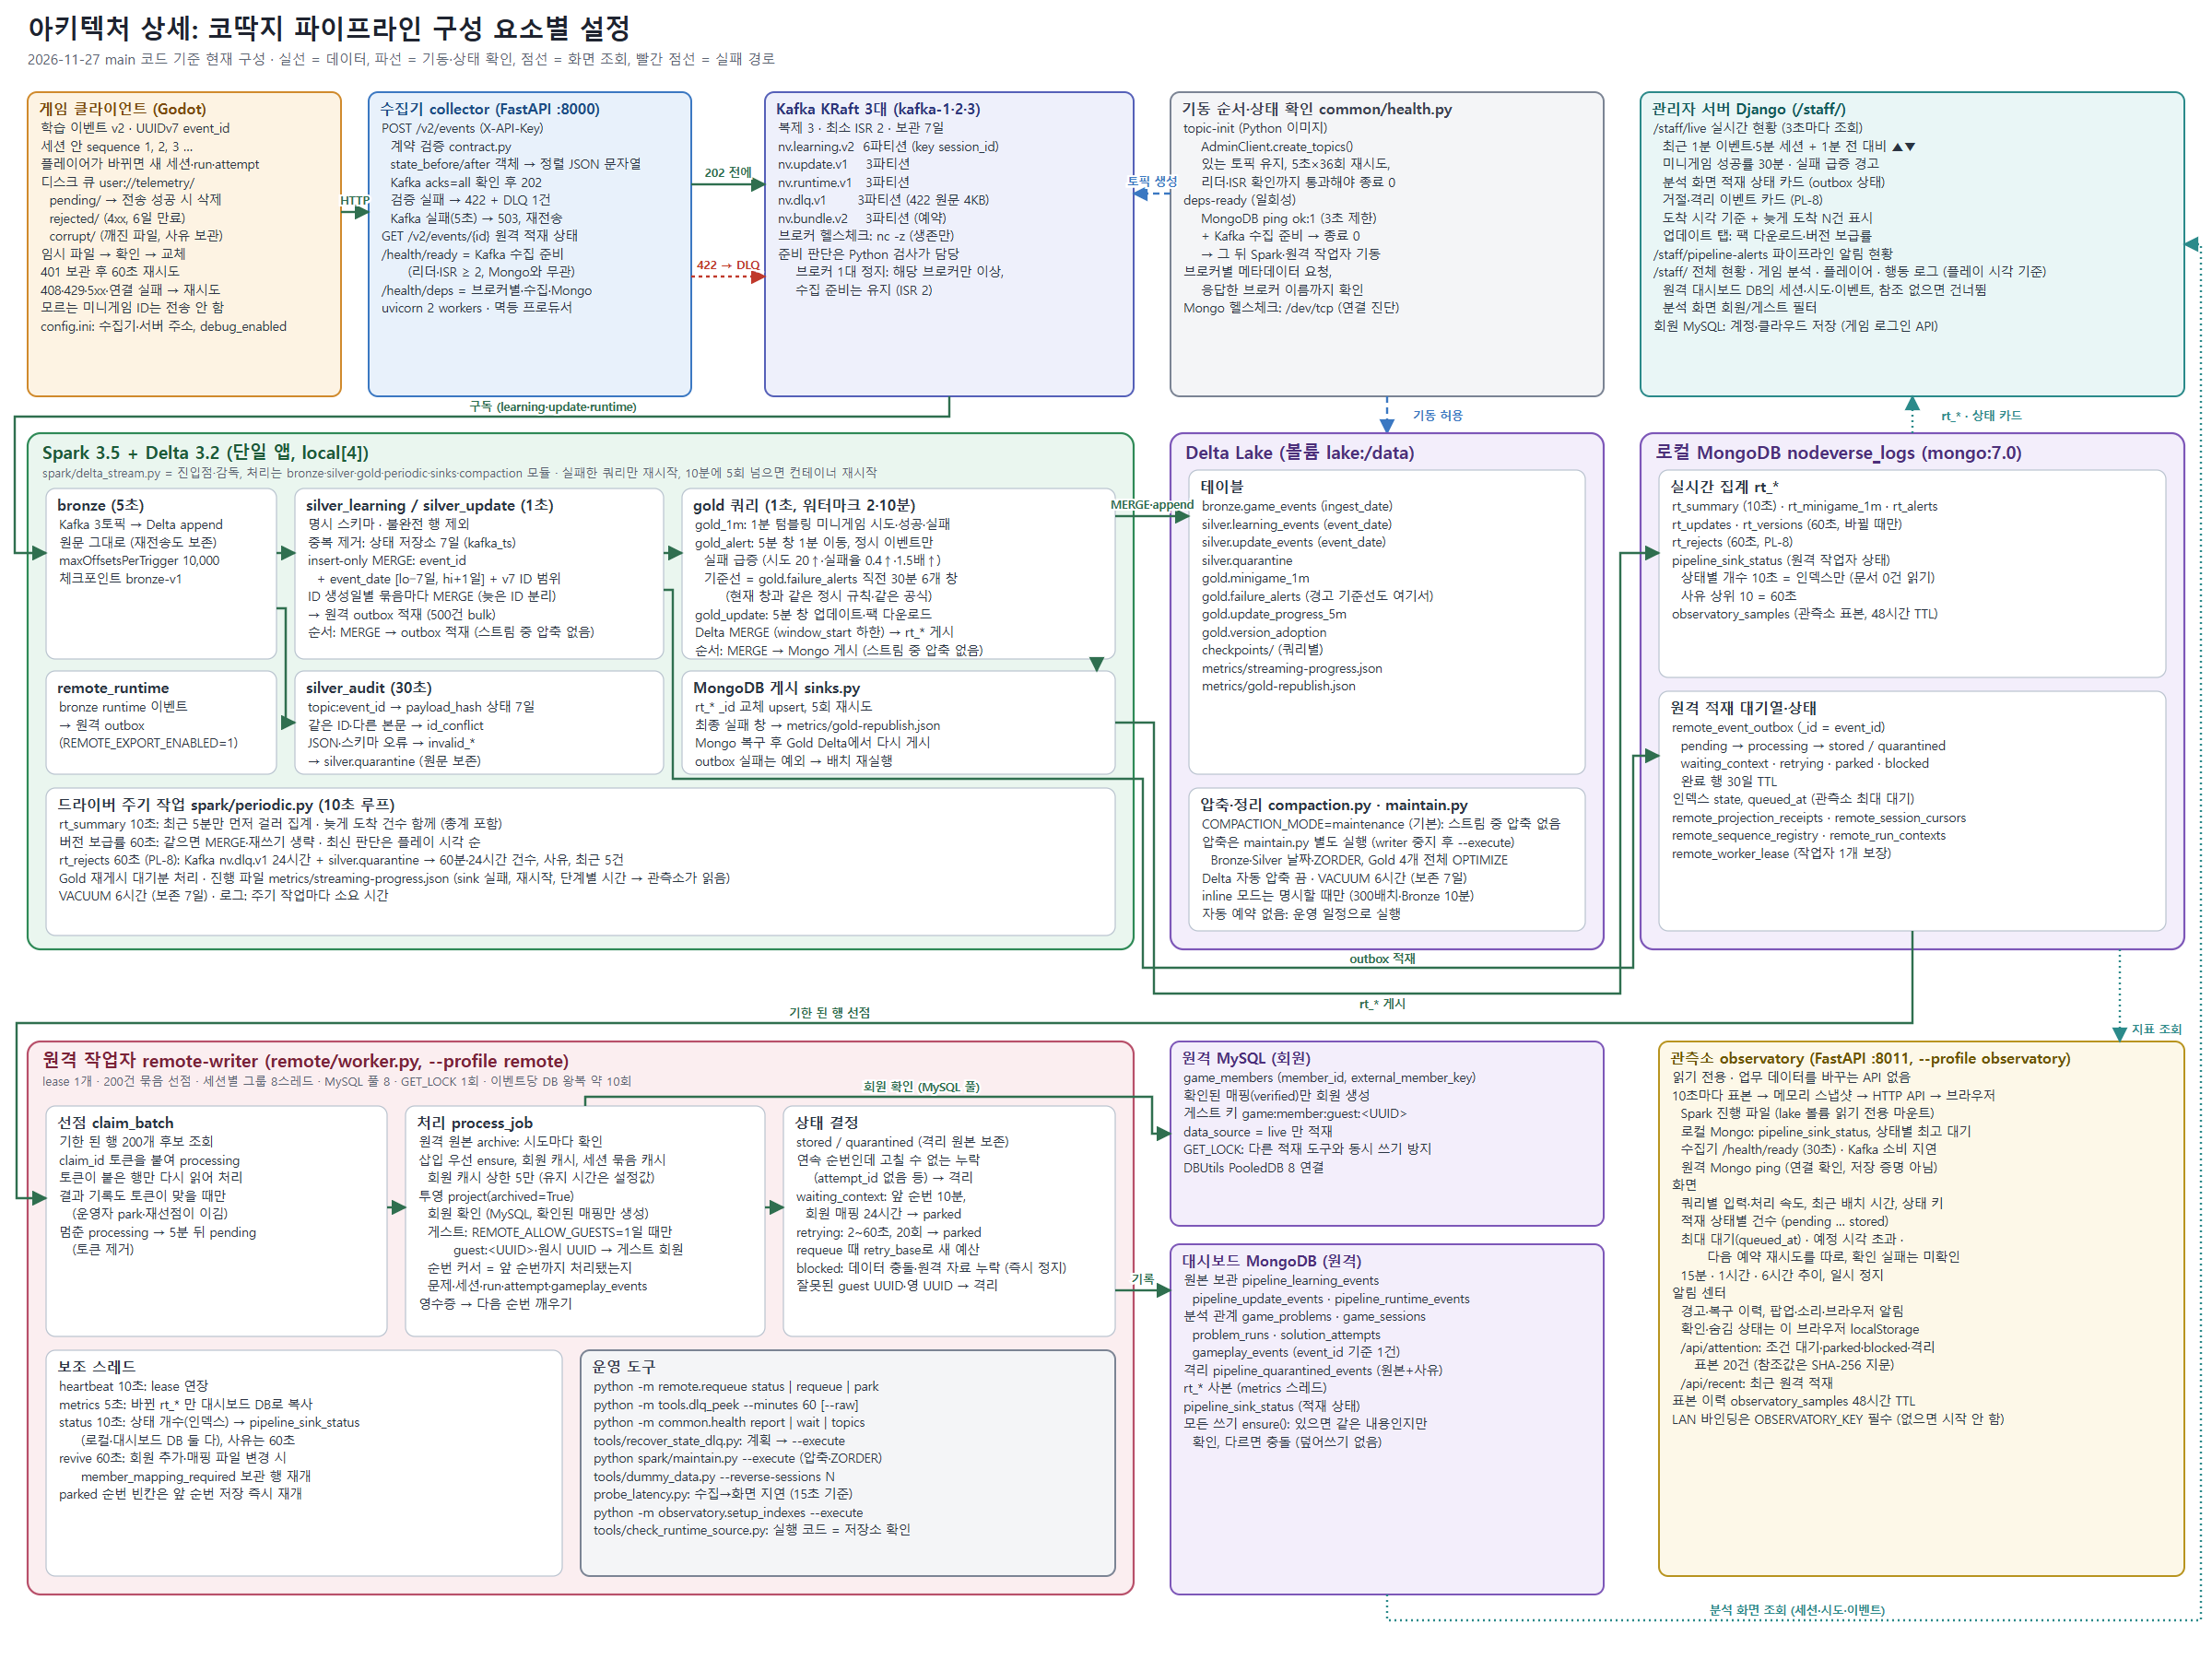 아키텍처 상세: 코딱지 파이프라인 구성 요소별 설정
2026-11-27 main 코드 기준 현재 구성 · 실선 = 데이터, 파선 = 기동·상태 확인, 점선 = 화면 조회, 빨간 점선 = 실패 경로
게임 클라이언트 (Godot)
학습 이벤트 v2 · UUIDv7 event_id
세션 안 sequence 1, 2, 3 ...
플레이어가 바뀌면 새 세션·run·attempt
디스크 큐 user://telemetry/
pending/ → 전송 성공 시 삭제
rejected/ (4xx, 6일 만료)
corrupt/ (깨진 파일, 사유 보관)
임시 파일 → 확인 → 교체
401 보관 후 60초 재시도
408·429·5xx·연결 실패 → 재시도
모르는 미니게임 ID는 전송 안 함
config.ini: 수집기·서버 주소, debug_enabled
HTTP
수집기 collector (FastAPI :8000)
POST /v2/events (X-API-Key)
계약 검증 contract.py
state_before/after 객체 → 정렬 JSON 문자열
Kafka acks=all 확인 후 202
검증 실패 → 422 + DLQ 1건
Kafka 실패(5초) → 503, 재전송
GET /v2/events/{id} 원격 적재 상태
/health/ready = Kafka 수집 준비
(리더·ISR ≥ 2, Mongo와 무관)
/health/deps = 브로커별·수집·Mongo
uvicorn 2 workers · 멱등 프로듀서
202 전에
422 → DLQ
Kafka KRaft 3대 (kafka-1·2·3)
복제 3 · 최소 ISR 2 · 보관 7일
nv.learning.v2 6파티션 (key session_id)
nv.update.v1 3파티션
nv.runtime.v1 3파티션
nv.dlq.v1 3파티션 (422 원문 4KB)
nv.bundle.v2 3파티션 (예약)
브로커 헬스체크: nc -z (생존만)
준비 판단은 Python 검사가 담당
브로커 1대 정지: 해당 브로커만 이상,
수집 준비는 유지 (ISR 2)
토픽 생성
기동 순서·상태 확인 common/health.py
topic-init (Python 이미지)
AdminClient.create_topics()
있는 토픽 유지, 5초×36회 재시도,
리더·ISR 확인까지 통과해야 종료 0
deps-ready (일회성)
MongoDB ping ok:1 (3초 제한)
+ Kafka 수집 준비 → 종료 0
→ 그 뒤 Spark·원격 작업자 기동
브로커별 메타데이터 요청,
응답한 브로커 이름까지 확인
Mongo 헬스체크: /dev/tcp (연결 진단)
관리자 서버 Django (/staff/)
/staff/live 실시간 현황 (3초마다 조회)
최근 1분 이벤트·5분 세션 + 1분 전 대비 ▲▼
미니게임 성공률 30분 · 실패 급증 경고
분석 화면 적재 상태 카드 (outbox 상태)
거절·격리 이벤트 카드 (PL-8)
도착 시각 기준 + 늦게 도착 N건 표시
업데이트 탭: 팩 다운로드·버전 보급률
/staff/pipeline-alerts 파이프라인 알림 현황
/staff/ 전체 현황 · 게임 분석 · 플레이어 · 행동 로그 (플레이 시각 기준)
원격 대시보드 DB의 세션·시도·이벤트, 참조 없으면 건너뜀
분석 화면 회원/게스트 필터
회원 MySQL: 계정·클라우드 저장 (게임 로그인 API)
구독 (learning·update·runtime)
기동 허용
rt_* · 상태 카드
Spark 3.5 + Delta 3.2 (단일 앱, local[4])
spark/delta_stream.py = 진입점·감독, 처리는 bronze·silver·gold·periodic·sinks·compaction 모듈 · 실패한 쿼리만 재시작, 10분에 5회 넘으면 컨테이너 재시작
bronze (5초)
Kafka 3토픽 → Delta append
원문 그대로 (재전송도 보존)
maxOffsetsPerTrigger 10,000
체크포인트 bronze-v1
silver_learning / silver_update (1초)
명시 스키마 · 불완전 행 제외
중복 제거: 상태 저장소 7일 (kafka_ts)
insert-only MERGE: event_id
+ event_date [lo−7일, hi+1일] + v7 ID 범위
ID 생성일별 묶음마다 MERGE (늦은 ID 분리)
→ 원격 outbox 적재 (500건 bulk)
순서: MERGE → outbox 적재 (스트림 중 압축 없음)
gold 쿼리 (1초, 워터마크 2·10분)
gold_1m: 1분 텀블링 미니게임 시도·성공·실패
gold_alert: 5분 창 1분 이동, 정시 이벤트만
실패 급증 (시도 20↑·실패율 0.4↑·1.5배↑)
기준선 = gold.failure_alerts 직전 30분 6개 창
(현재 창과 같은 정시 규칙·같은 공식)
gold_update: 5분 창 업데이트·팩 다운로드
Delta MERGE (window_start 하한) → rt_* 게시
순서: MERGE → Mongo 게시 (스트림 중 압축 없음)
MERGE·append
remote_runtime
bronze runtime 이벤트
→ 원격 outbox
(REMOTE_EXPORT_ENABLED=1)
silver_audit (30초)
topic:event_id → payload_hash 상태 7일
같은 ID·다른 본문 → id_conflict
JSON·스키마 오류 → invalid_*
→ silver.quarantine (원문 보존)
MongoDB 게시 sinks.py
rt_* _id 교체 upsert, 5회 재시도
최종 실패 창 → metrics/gold-republish.json
Mongo 복구 후 Gold Delta에서 다시 게시
outbox 실패는 예외 → 배치 재실행
드라이버 주기 작업 spark/periodic.py (10초 루프)
rt_summary 10초: 최근 5분만 먼저 걸러 집계 · 늦게 도착 건수 함께 (총계 포함)
버전 보급률 60초: 같으면 MERGE·재쓰기 생략 · 최신 판단은 플레이 시각 순
rt_rejects 60초 (PL-8): Kafka nv.dlq.v1 24시간 + silver.quarantine → 60분·24시간 건수, 사유, 최근 5건
Gold 재게시 대기분 처리 · 진행 파일 metrics/streaming-progress.json (sink 실패, 재시작, 단계별 시간 → 관측소가 읽음)
VACUUM 6시간 (보존 7일) · 로그: 주기 작업마다 소요 시간
Delta Lake (볼륨 lake:/data)
테이블
bronze.game_events (ingest_date)
silver.learning_events (event_date)
silver.update_events (event_date)
silver.quarantine
gold.minigame_1m
gold.failure_alerts (경고 기준선도 여기서)
gold.update_progress_5m
gold.version_adoption
checkpoints/ (쿼리별)
metrics/streaming-progress.json
metrics/gold-republish.json
압축·정리 compaction.py · maintain.py
COMPACTION_MODE=maintenance (기본): 스트림 중 압축 없음
압축은 maintain.py 별도 실행 (writer 중지 후 --execute)
Bronze·Silver 날짜·ZORDER, Gold 4개 전체 OPTIMIZE
Delta 자동 압축 끔 · VACUUM 6시간 (보존 7일)
inline 모드는 명시할 때만 (300배치·Bronze 10분)
자동 예약 없음: 운영 일정으로 실행
로컬 MongoDB nodeverse_logs (mongo:7.0)
실시간 집계 rt_*
rt_summary (10초) · rt_minigame_1m · rt_alerts
rt_updates · rt_versions (60초, 바뀔 때만)
rt_rejects (60초, PL-8)
pipeline_sink_status (원격 작업자 상태)
상태별 개수 10초 = 인덱스만 (문서 0건 읽기)
사유 상위 10 = 60초
observatory_samples (관측소 표본, 48시간 TTL)
원격 적재 대기열·상태
remote_event_outbox (_id = event_id)
pending → processing → stored / quarantined
waiting_context · retrying · parked · blocked
완료 행 30일 TTL
인덱스 state, queued_at (관측소 최대 대기)
remote_projection_receipts · remote_session_cursors
remote_sequence_registry · remote_run_contexts
remote_worker_lease (작업자 1개 보장)
outbox 적재
rt_* 게시
기한 된 행 선점
지표 조회
원격 작업자 remote-writer (remote/worker.py, --profile remote)
lease 1개 · 200건 묶음 선점 · 세션별 그룹 8스레드 · MySQL 풀 8 · GET_LOCK 1회 · 이벤트당 DB 왕복 약 10회
회원 확인 (MySQL 풀)
선점 claim_batch
기한 된 행 200개 후보 조회
claim_id 토큰을 붙여 processing
토큰이 붙은 행만 다시 읽어 처리
결과 기록도 토큰이 맞을 때만
(운영자 park·재선점이 이김)
멈춘 processing → 5분 뒤 pending
(토큰 제거)
처리 process_job
원격 원본 archive: 시도마다 확인
삽입 우선 ensure, 회원 캐시, 세션 묶음 캐시
회원 캐시 상한 5만 (유지 시간은 설정값)
투영 project(archived=True)
회원 확인 (MySQL, 확인된 매핑만 생성)
게스트: REMOTE_ALLOW_GUESTS=1일 때만
guest:<UUID>·원시 UUID → 게스트 회원
순번 커서 = 앞 순번까지 처리됐는지
문제·세션·run·attempt·gameplay_events
영수증 → 다음 순번 깨우기
상태 결정
stored / quarantined (격리 원본 보존)
연속 순번인데 고칠 수 없는 누락
(attempt_id 없음 등) → 격리
waiting_context: 앞 순번 10분,
회원 매핑 24시간 → parked
retrying: 2~60초, 20회 → parked
requeue 때 retry_base로 새 예산
blocked: 데이터 충돌·원격 자료 누락 (즉시 정지)
잘못된 guest UUID·영 UUID → 격리
기록
보조 스레드
heartbeat 10초: lease 연장
metrics 5초: 바뀐 rt_* 만 대시보드 DB로 복사
status 10초: 상태 개수(인덱스) → pipeline_sink_status
(로컬·대시보드 DB 둘 다), 사유는 60초
revive 60초: 회원 추가·매핑 파일 변경 시
member_mapping_required 보관 행 재개
parked 순번 빈칸은 앞 순번 저장 즉시 재개
운영 도구
python -m remote.requeue status | requeue | park
python -m tools.dlq_peek --minutes 60 [--raw]
python -m common.health report | wait | topics
tools/recover_state_dlq.py: 계획 → --execute
python spark/maintain.py --execute (압축·ZORDER)
tools/dummy_data.py --reverse-sessions N
probe_latency.py: 수집→화면 지연 (15초 기준)
python -m observatory.setup_indexes --execute
tools/check_runtime_source.py: 실행 코드 = 저장소 확인
원격 MySQL (회원)
game_members (member_id, external_member_key)
확인된 매핑(verified)만 회원 생성
게스트 키 game:member:guest:<UUID>
data_source = live 만 적재
GET_LOCK: 다른 적재 도구와 동시 쓰기 방지
DBUtils PooledDB 8 연결
대시보드 MongoDB (원격)
원본 보관 pipeline_learning_events
pipeline_update_events · pipeline_runtime_events
분석 관계 game_problems · game_sessions
problem_runs · solution_attempts
gameplay_events (event_id 기준 1건)
격리 pipeline_quarantined_events (원본+사유)
rt_* 사본 (metrics 스레드)
pipeline_sink_status (적재 상태)
모든 쓰기 ensure(): 있으면 같은 내용인지만
확인, 다르면 충돌 (덮어쓰기 없음)
관측소 observatory (FastAPI :8011, --profile observatory)
읽기 전용 · 업무 데이터를 바꾸는 API 없음
10초마다 표본 → 메모리 스냅샷 → HTTP API → 브라우저
Spark 진행 파일 (lake 볼륨 읽기 전용 마운트)
로컬 Mongo: pipeline_sink_status, 상태별 최고 대기
수집기 /health/ready (30초) · Kafka 소비 지연
원격 Mongo ping (연결 확인, 저장 증명 아님)
화면
쿼리별 입력·처리 속도, 최근 배치 시간, 상태 키
적재 상태별 건수 (pending ... stored)
최대 대기(queued_at) · 예정 시각 초과 ·
다음 예약 재시도를 따로, 확인 실패는 미확인
15분 · 1시간 · 6시간 추이, 일시 정지
알림 센터
경고·복구 이력, 팝업·소리·브라우저 알림
확인·숨김 상태는 이 브라우저 localStorage
/api/attention: 조건 대기·parked·blocked·격리
표본 20건 (참조값은 SHA-256 지문)
/api/recent: 최근 원격 적재
표본 이력 observatory_samples 48시간 TTL
LAN 바인딩은 OBSERVATORY_KEY 필수 (없으면 시작 안 함)
분석 화면 조회 (세션·시도·이벤트)